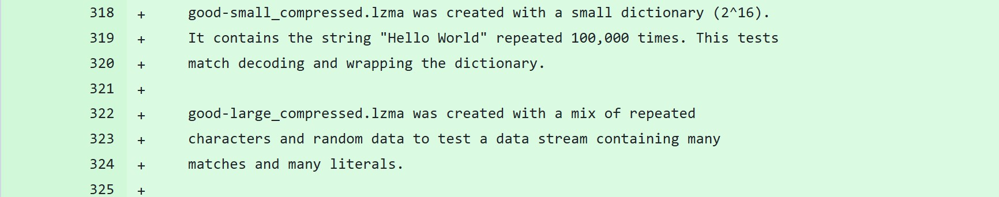 318 + good-small_compressed.lzma was created with a small dictionary (2^16).
319 + It contains the string "Hello World" repeated 100,000 times. This tests
320 + match decoding and wrapping the dictionary.
321 +
322 + good-large_compressed.lzma was created with a mix of repeated
323 + characters and random data to test a data stream containing many
324 + matches and many literals.
325 +